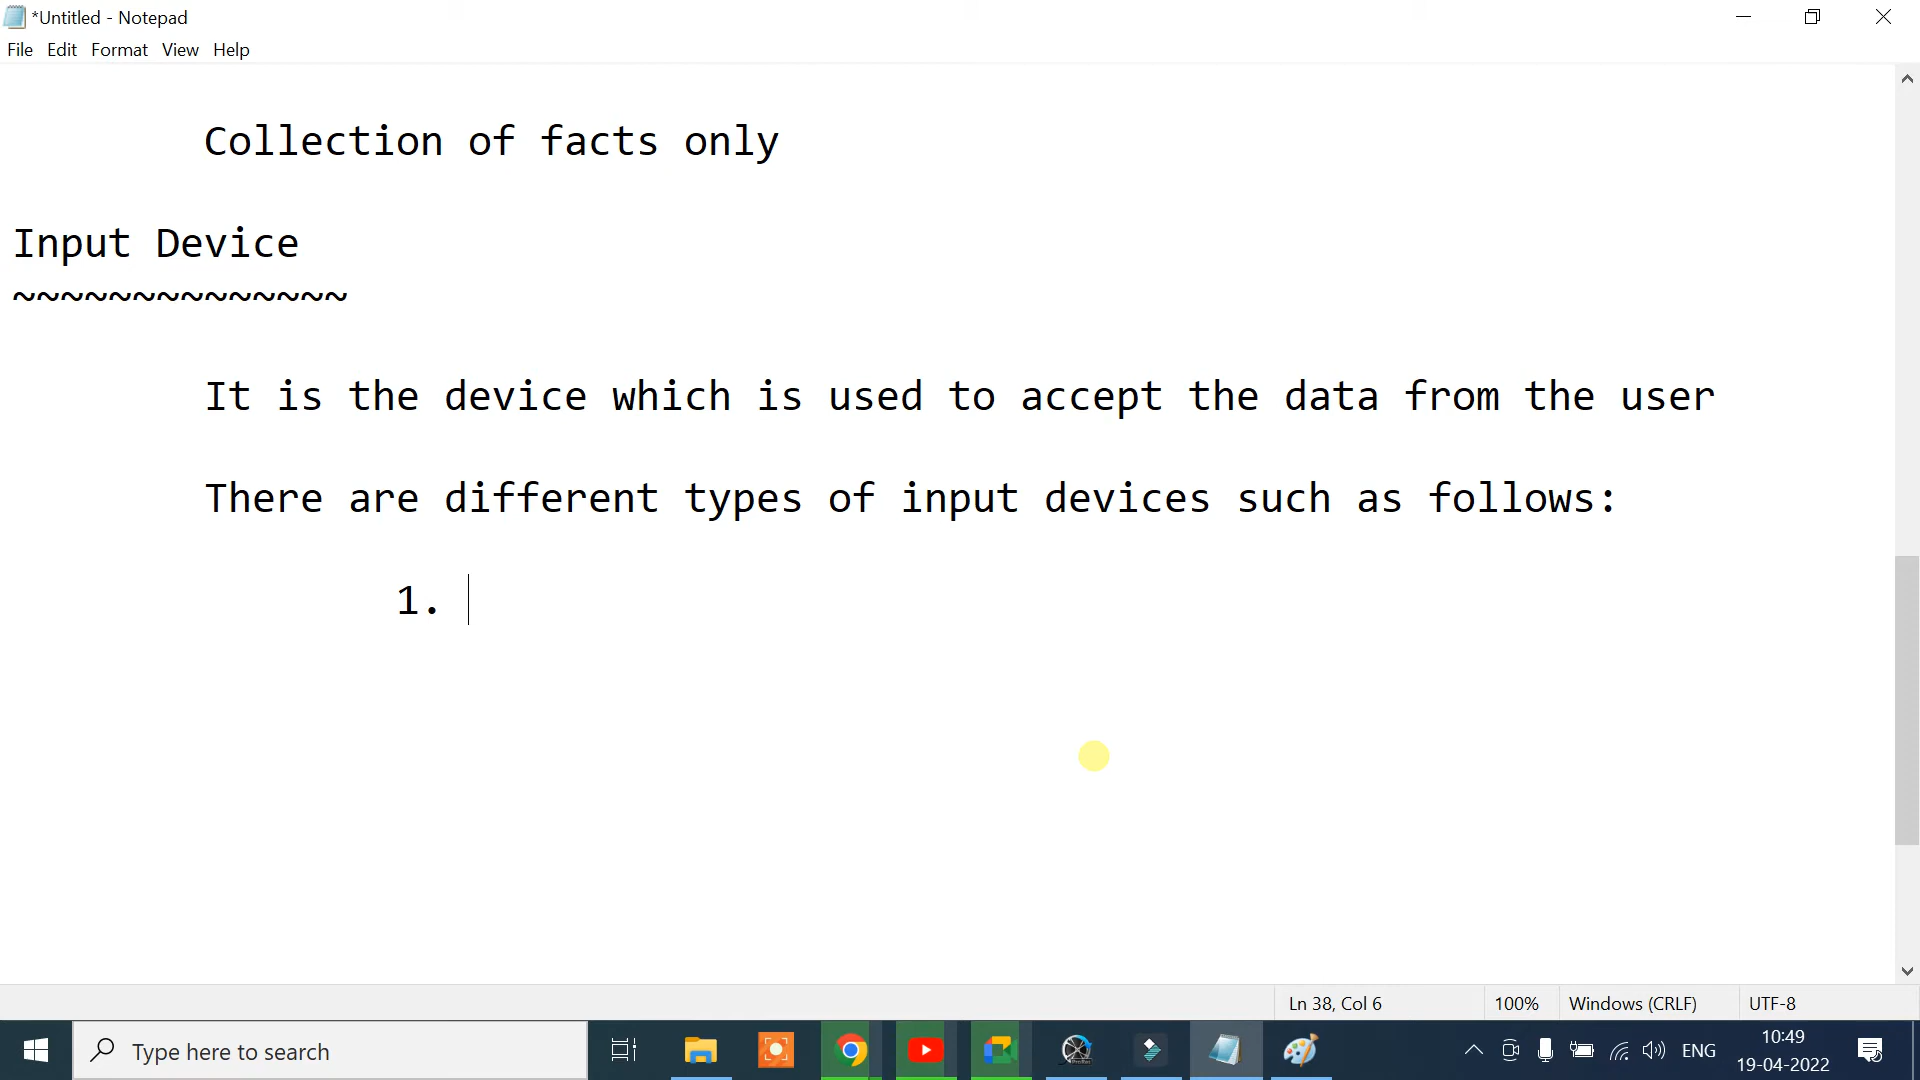 *Untitled - Notepad
File Edit Format View Help
Collection of facts only
Input Device
~~~~~~~~~~~~~~
It is the device which is used to accept the data from the user
There are different types of input devices such as follows:
1.
Ln 38, Col 6 100% Windows (CRLF) UTF-8
Type here to search
ENG
10:49
19-04-2022